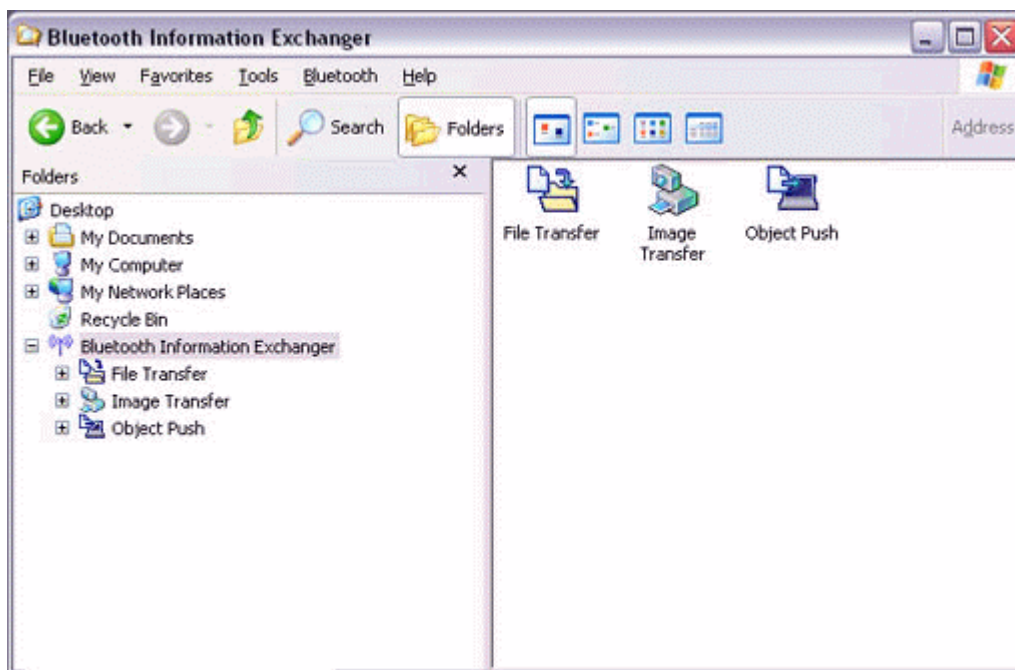 Bluetooth Information Exchanger
File View Favorites Tools Bluetooth Help
Back Search Folders Address
Folders
Desktop
My Documents
My Computer
My Network Places
Recycle Bin
Bluetooth Information Exchanger
File Transfer
Image Transfer
Object Push
File Transfer
Image
Transfer
Object Push